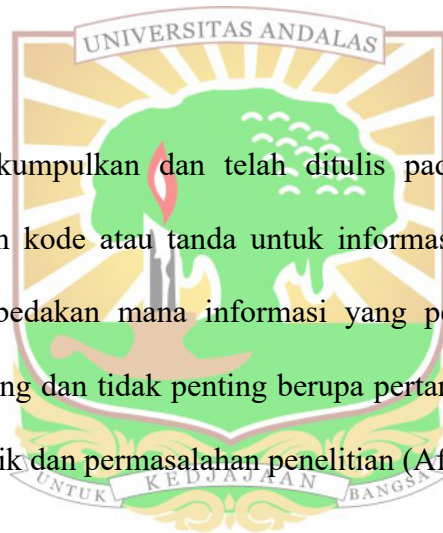 UNIVERSITAS ANDALAS
kumpulkan dan telah ditulis pad
kode atau tanda untuk informas
bedakan mana informasi yang p
ng dan tidak penting berupa pertan
ik dan permasalahan penelitian (Af
UNTUK KEDJAJAAN BANGSA